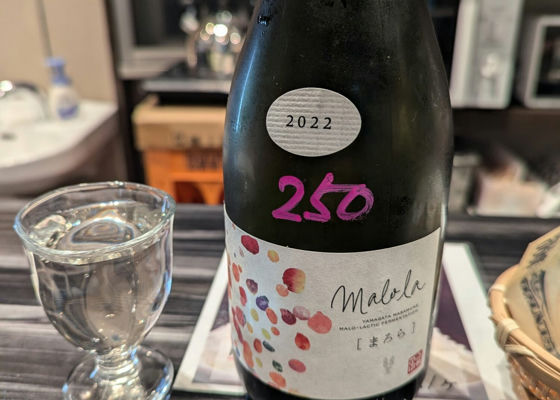 2022
250
Malola
YAMAGATA MASAMUNE
MALO-LACTIC FERMENTATION
[まろら]